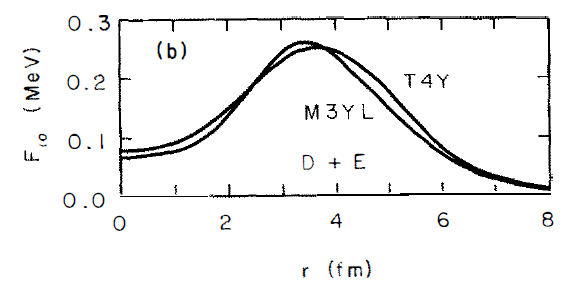 0.3
(b)
F₁₀ (MeV)
0.2
T4Y
M3YL
0.1
D + E
0.0
0 2 4 6 8
r (fm)